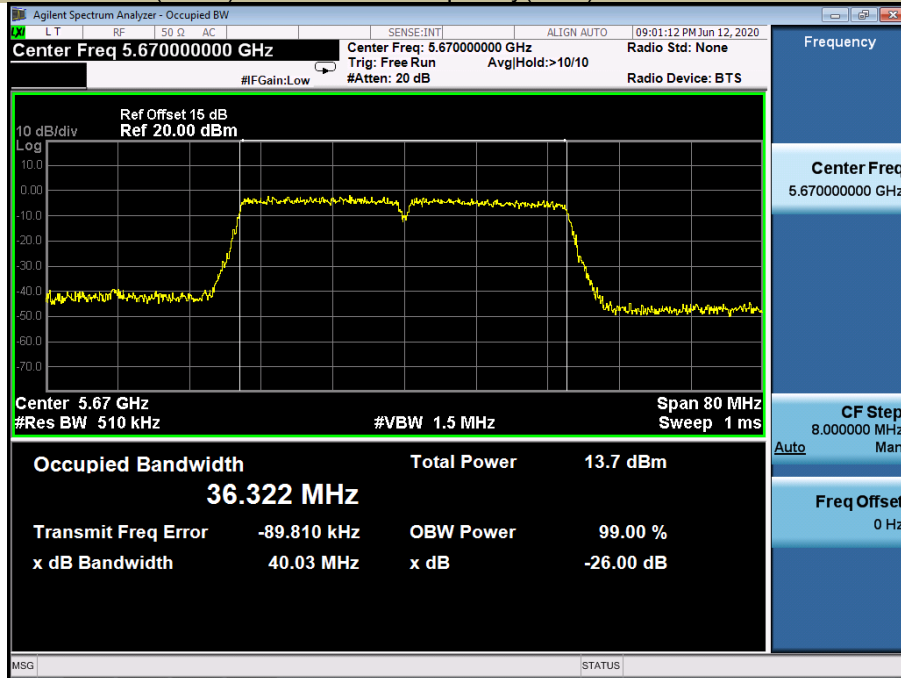 Agilent Spectrum Analyzer - Occupied BW
LXI L T RF 50 Ω AC SENSE:INT ALIGN AUTO 09:01:12 PM Jun 12, 2020
Center Freq 5.670000000 GHz Center Freq: 5.670000000 GHz Radio Std: None Frequency
Trig: Free Run Avg|Hold:>10/10
#IFGain:Low #Atten: 20 dB Radio Device: BTS
Ref Offset 15 dB
10 dB/div Ref 20.00 dBm
Log
10.0
0.00
-10.0
-20.0
-30.0
-40.0
-50.0
-60.0
-70.0
Center Freq
5.670000000 GHz
Center 5.67 GHz Span 80 MHz
#Res BW 510 kHz #VBW 1.5 MHz Sweep 1 ms
CF Step
8.000000 MHz
Auto Man
Occupied Bandwidth Total Power 13.7 dBm
36.322 MHz
Transmit Freq Error -89.810 kHz OBW Power 99.00 %
x dB Bandwidth 40.03 MHz x dB -26.00 dB
Freq Offset
0 Hz
MSG STATUS